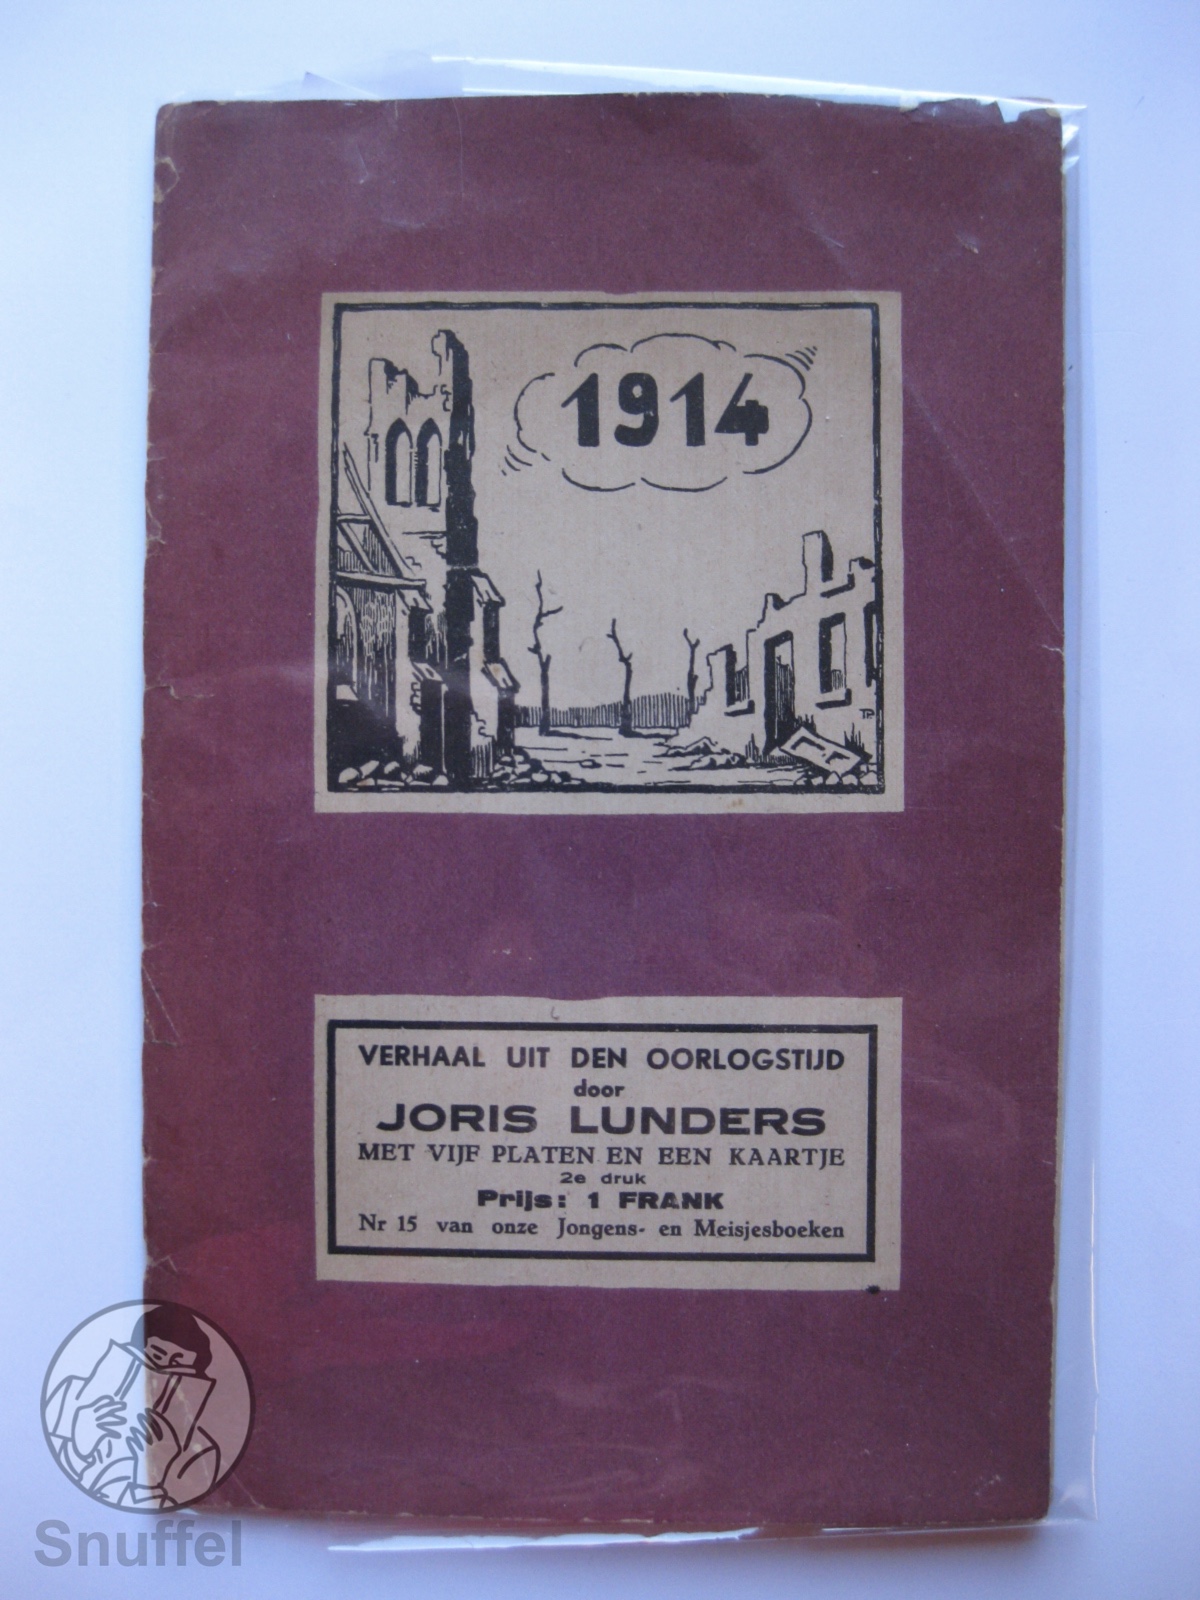 1914
TP
VERHAAL UIT DEN OORLOGSTIJD
door
JORIS LUNDERS
MET VIJF PLATEN EN EEN KAARTJE
2e druk
Prijs: 1 FRANK
Nr 15 van onze Jongens- en Meisjesboeken
Snuffel